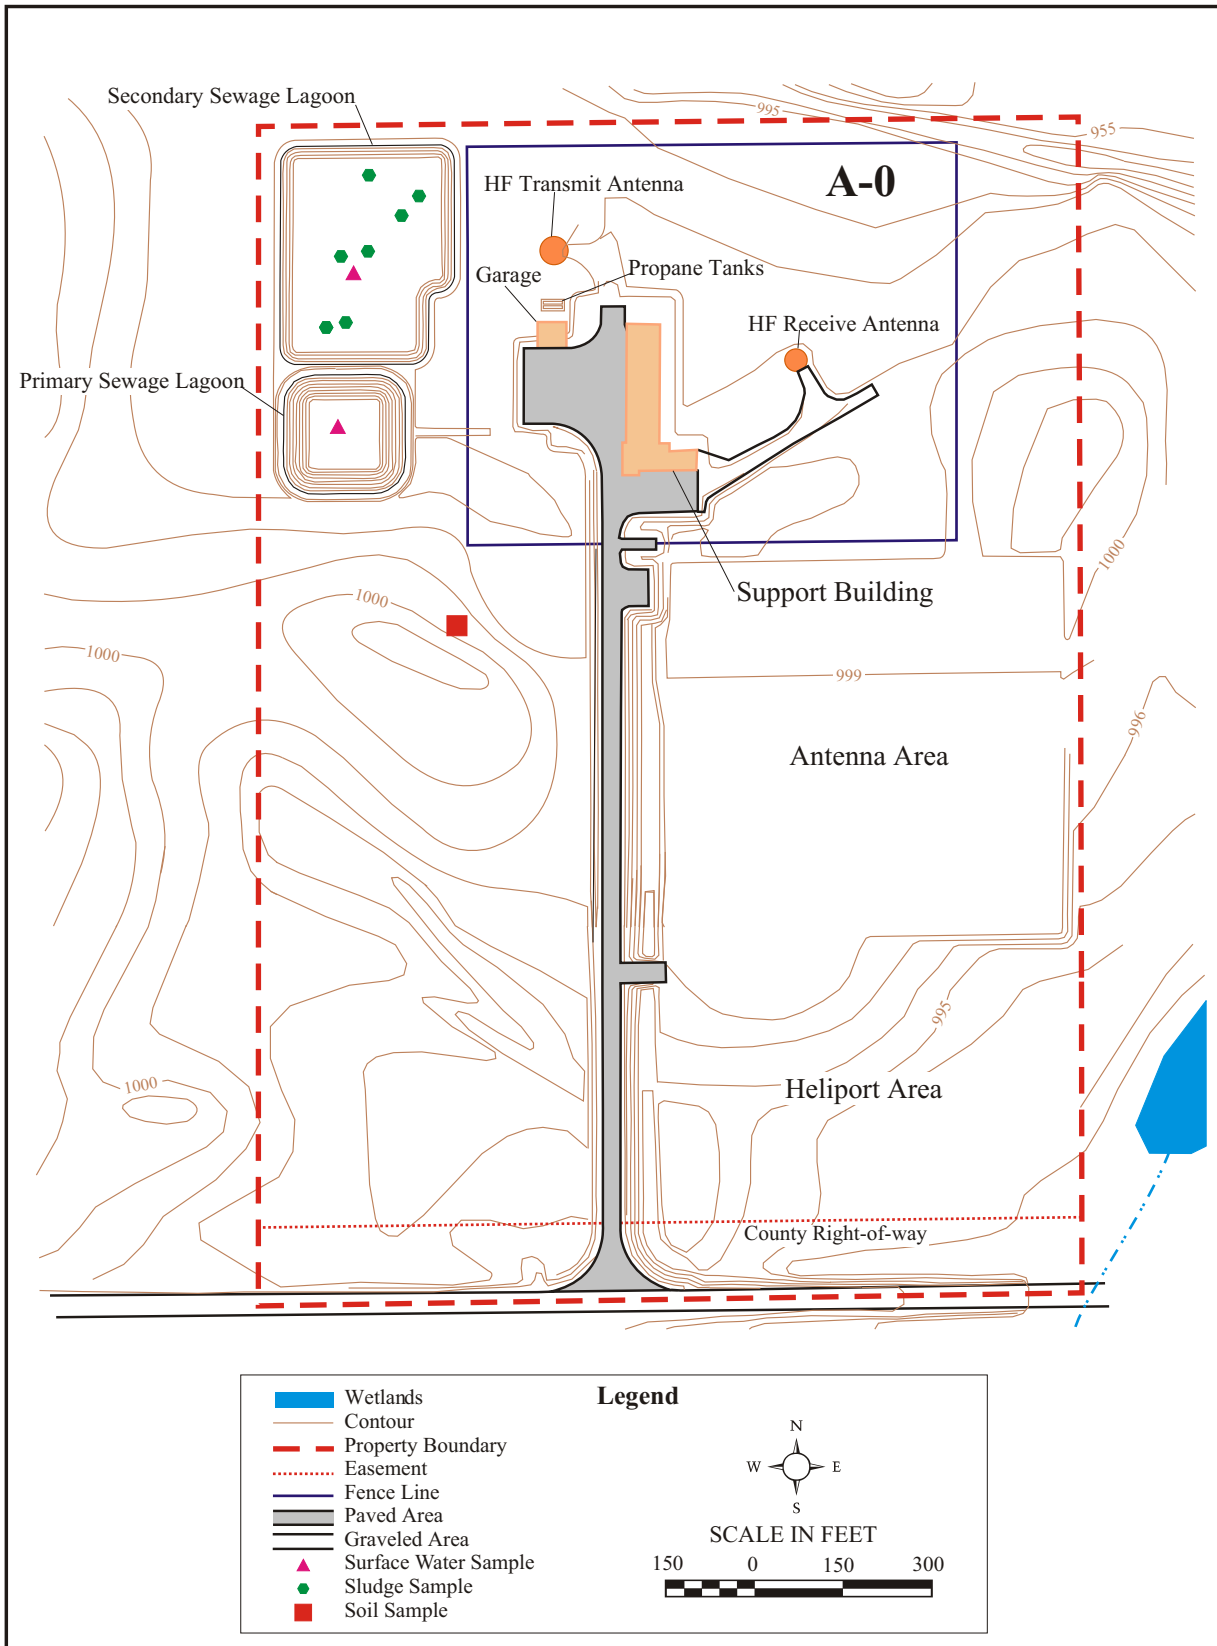 Secondary Sewage Lagoon
995
955
A-0
HF Transmit Antenna
Garage
Propane Tanks
HF Receive Antenna
Primary Sewage Lagoon
1000
Support Building
1000
1000
999
996
Antenna Area
995
1000
Heliport Area
County Right-of-way
Legend
Wetlands
Contour
Property Boundary
Easement
Fence Line
Paved Area
Graveled Area
Surface Water Sample
Sludge Sample
Soil Sample
N
W E
S
SCALE IN FEET
150 0 150 300